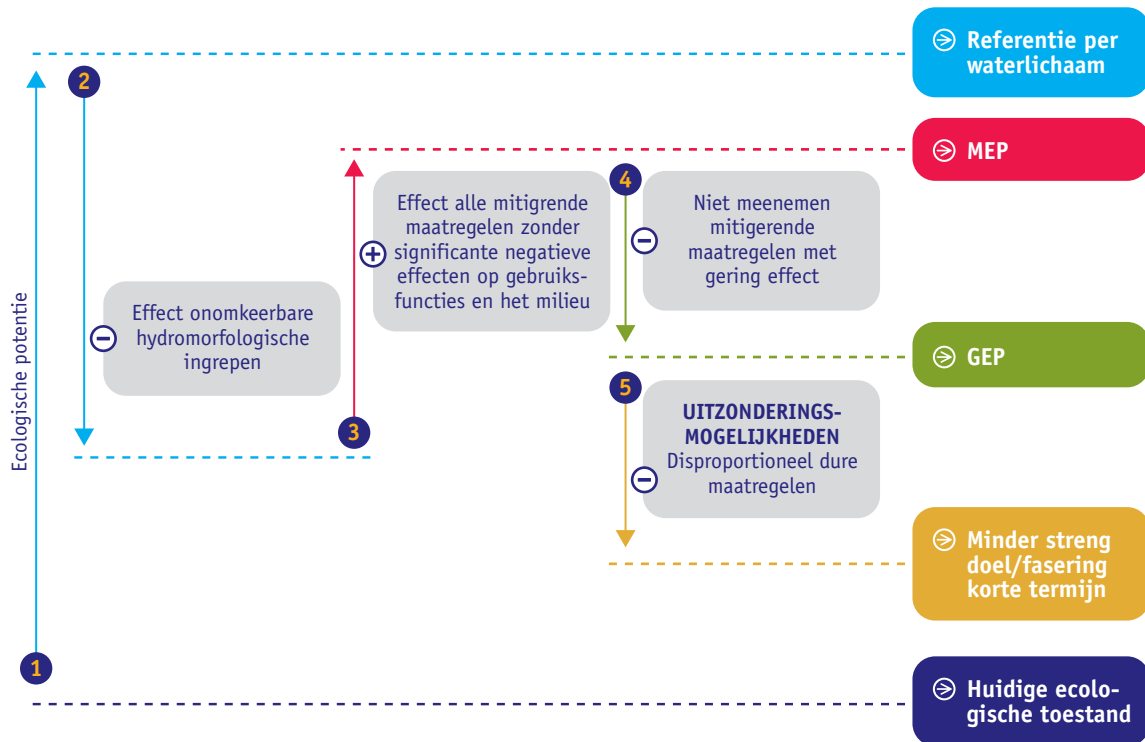 Referentie per
waterlichaam
2
MEP
4
Effect alle mitigrende
maatregelen zonder
significante negatieve
effecten op gebruiks-
functies en het milieu
+
Niet meenemen
mitigerende
maatregelen met
gering effect
−
Effect onomkeerbare
hydromorfologische
ingrepen
−
GEP
5
UITZONDERINGS-
MOGELIJKHEDEN
Disproportioneel dure
maatregelen
−
3
Ecologische potentie
Minder streng
doel/fasering
korte termijn
1
Huidige ecolo-
gische toestand